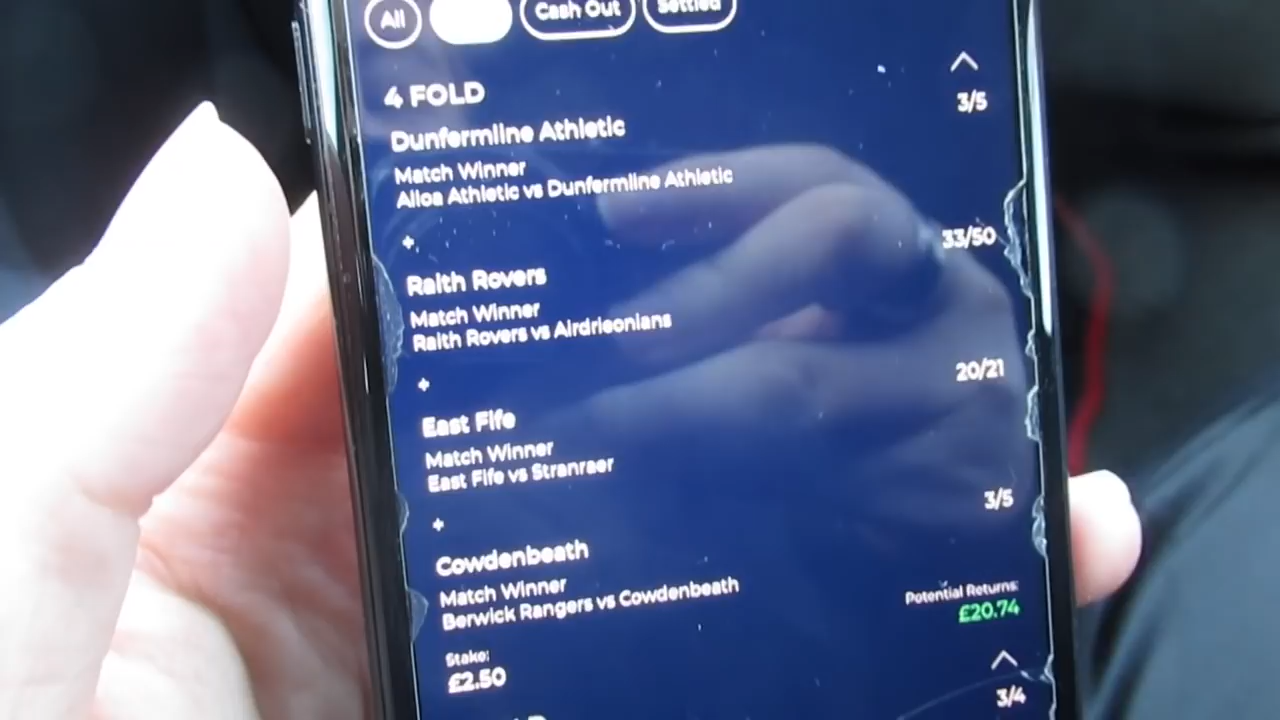 All
Cash Out
Settled
4 FOLD
3/5
Dunfermline Athletic
Match Winner
Alloa Athletic vs Dunfermline Athletic
+
33/50
Raith Rovers
Match Winner
Raith Rovers vs Airdrieonians
+
20/21
East Fife
Match Winner
East Fife vs Stranraer
+
3/5
Cowdenbeath
Match Winner
Berwick Rangers vs Cowdenbeath
Potential Returns:
£20.74
Stake:
£2.50
3/4